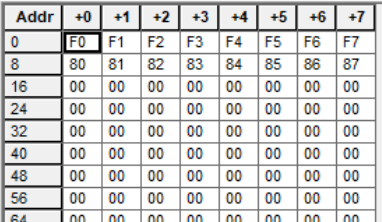 Addr +0 +1 +2 +3 +4 +5 +6 +7
0 F0 F1 F2 F3 F4 F5 F6 F7
8 80 81 82 83 84 85 86 87
16 00 00 00 00 00 00 00 00
24 00 00 00 00 00 00 00 00
32 00 00 00 00 00 00 00 00
40 00 00 00 00 00 00 00 00
48 00 00 00 00 00 00 00 00
56 00 00 00 00 00 00 00 00
64 00 00 00 00 00 00 00 00